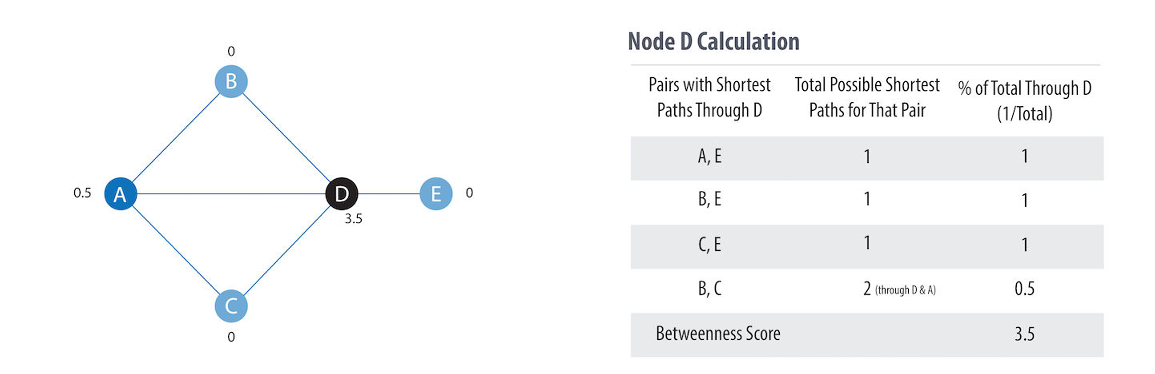 0
B
0.5
A
D
E
0
3.5
C
0
Node D Calculation
Pairs with Shortest
Paths Through D
Total Possible Shortest
Paths for That Pair
% of Total Through D
(1/Total)
A, E
1
1
B, E
1
1
C, E
1
1
B, C
2 (through D & A)
0.5
Betweenness Score
3.5